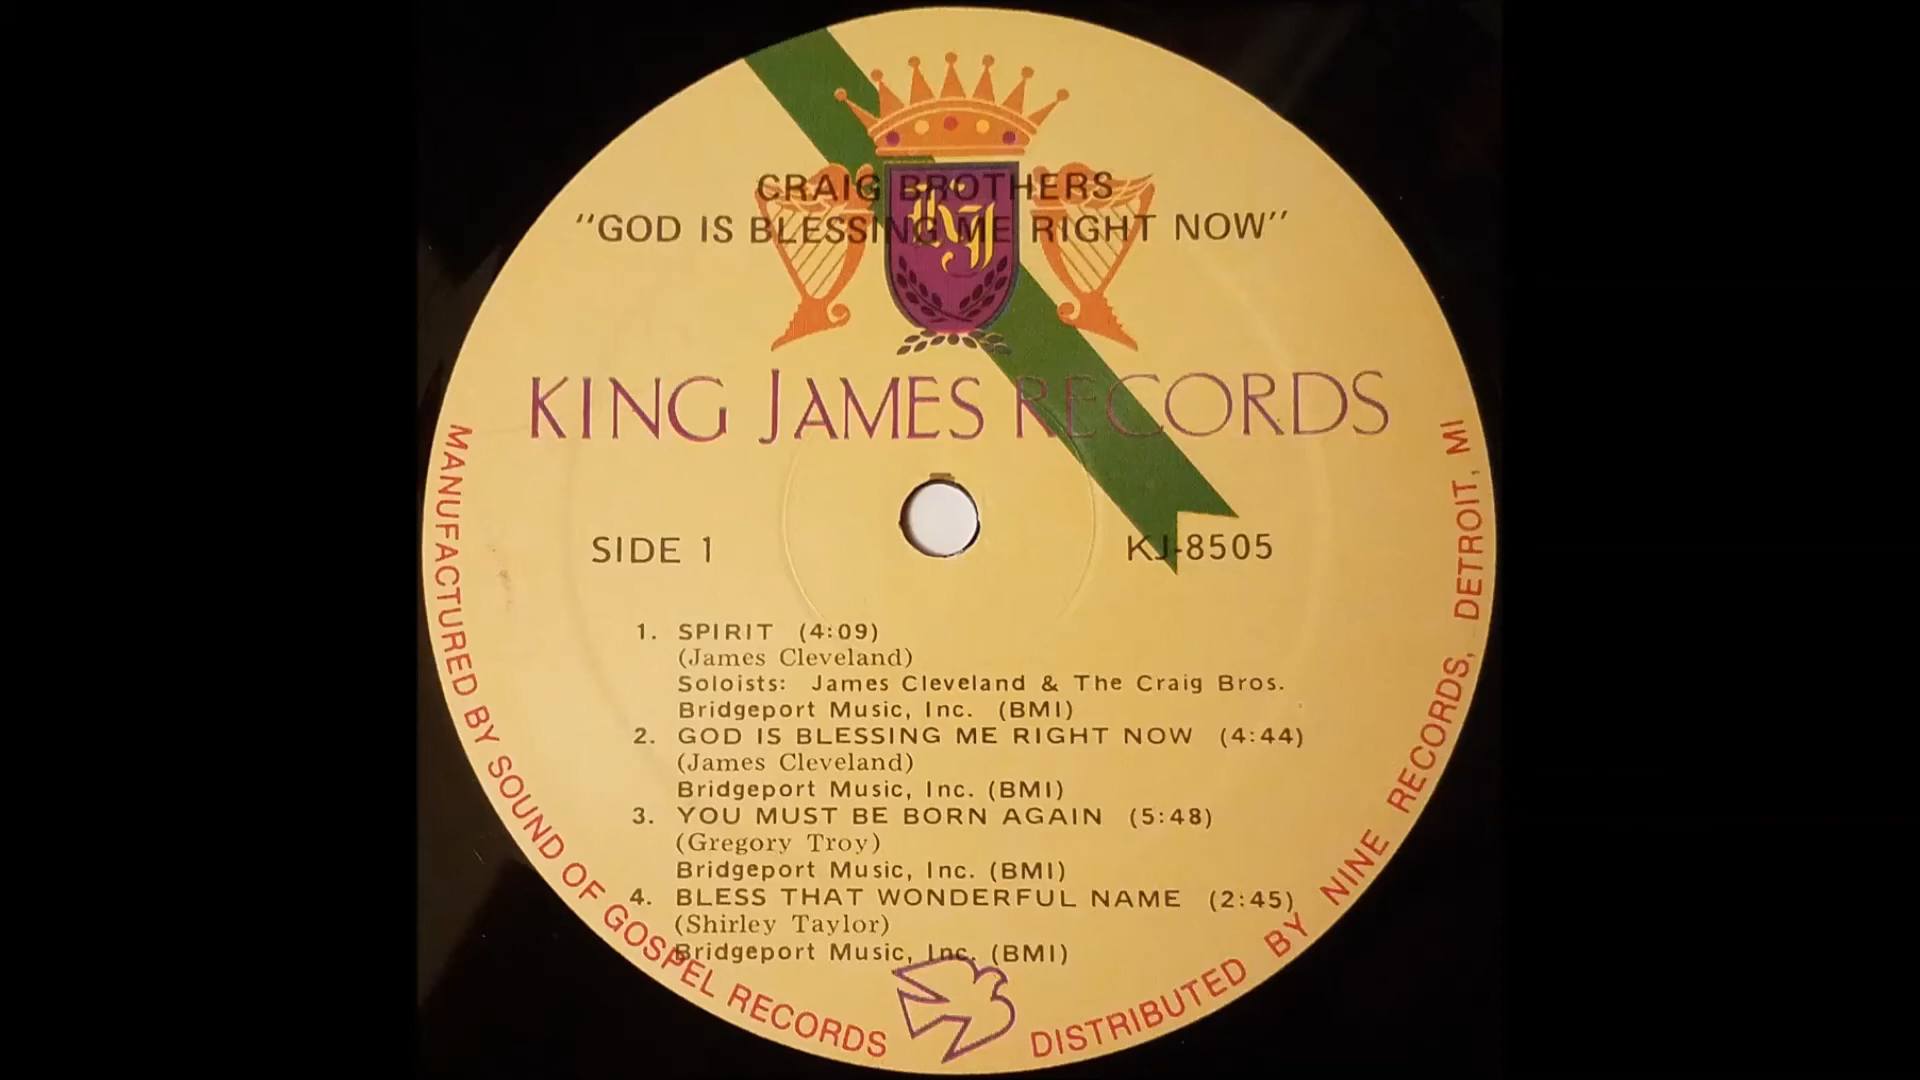 CRAIG BROTHERS
"GOD IS BLESSING ME RIGHT NOW"
KJ
KING JAMES RECORDS
SIDE 1
KJ-8505
1. SPIRIT (4:09)
(James Cleveland)
Soloists: James Cleveland & The Craig Bros.
Bridgeport Music, Inc. (BMI)
2. GOD IS BLESSING ME RIGHT NOW (4:44)
(James Cleveland)
Bridgeport Music, Inc. (BMI)
3. YOU MUST BE BORN AGAIN (5:48)
(Gregory Troy)
Bridgeport Music, Inc. (BMI)
4. BLESS THAT WONDERFUL NAME (2:45)
(Shirley Taylor)
Bridgeport Music, Inc. (BMI)
MANUFACTURED BY SOUND OF GOSPEL RECORDS
DISTRIBUTED BY NINE RECORDS, DETROIT, MI